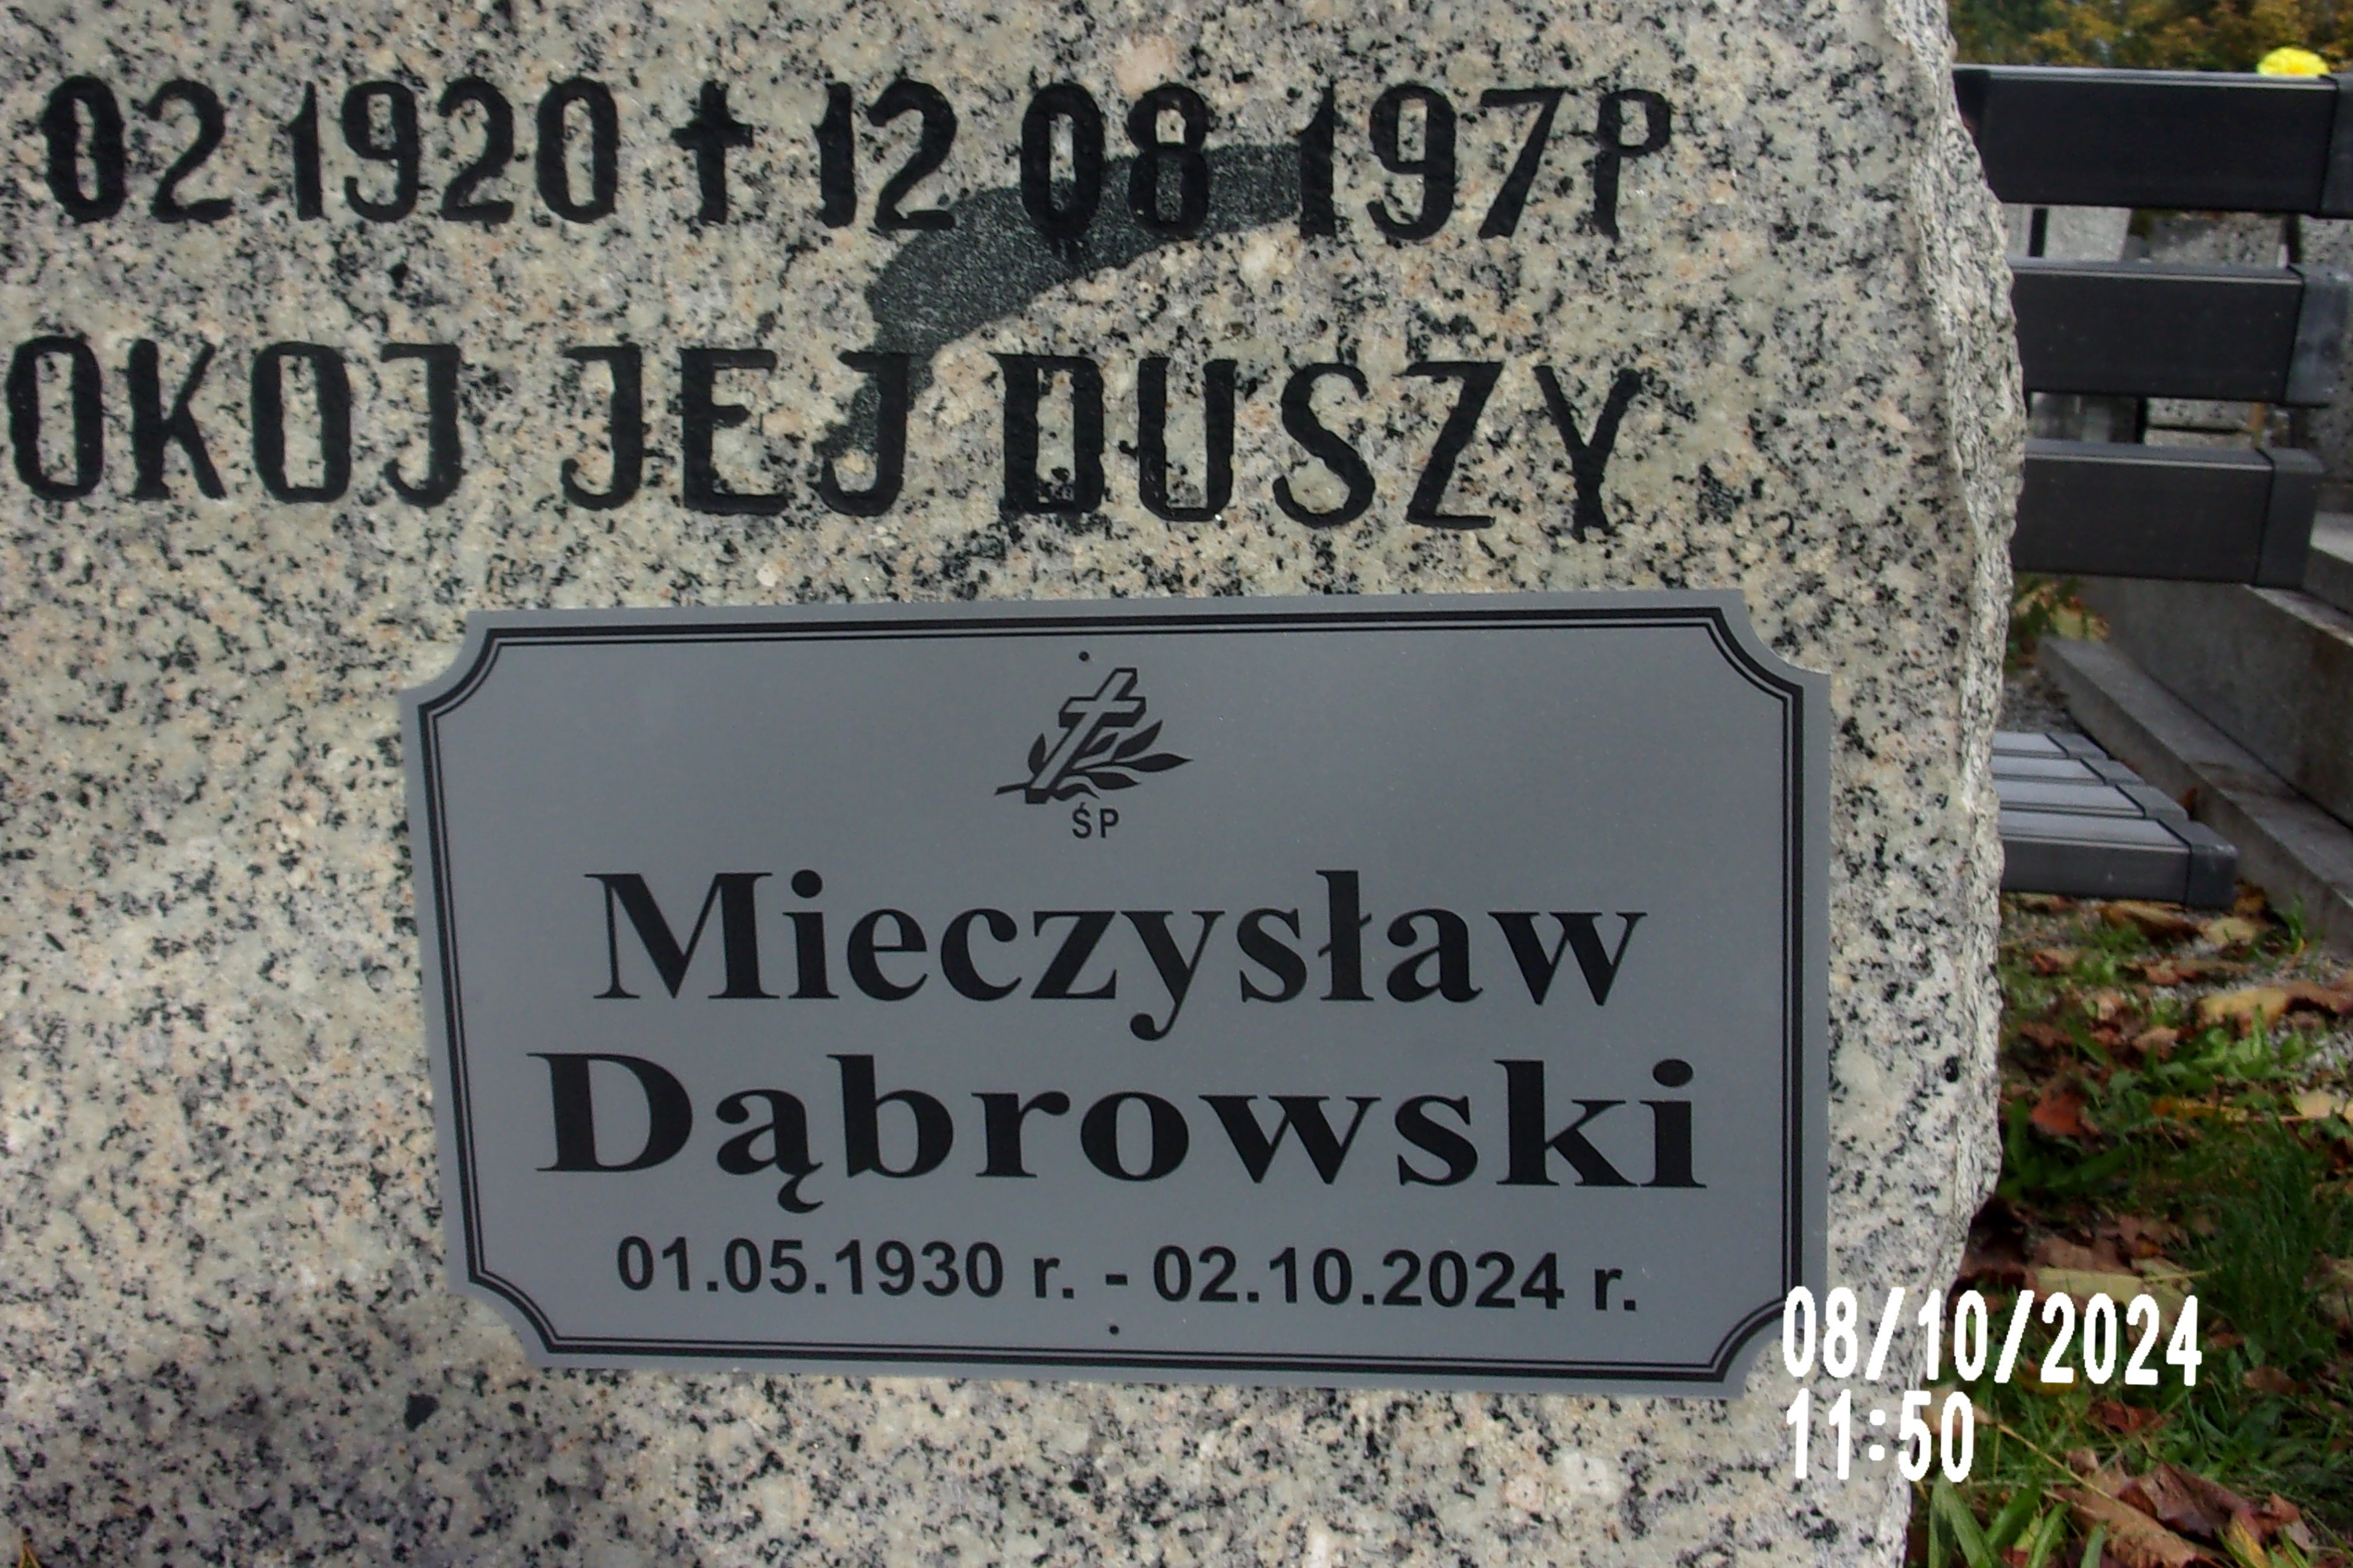 02 1920 † 12 08 197P
OKOJ JEJ DUSZY
ŚP
Mieczysław
Dąbrowski
01.05.1930 r. - 02.10.2024 r.
08/10/2024
11:50